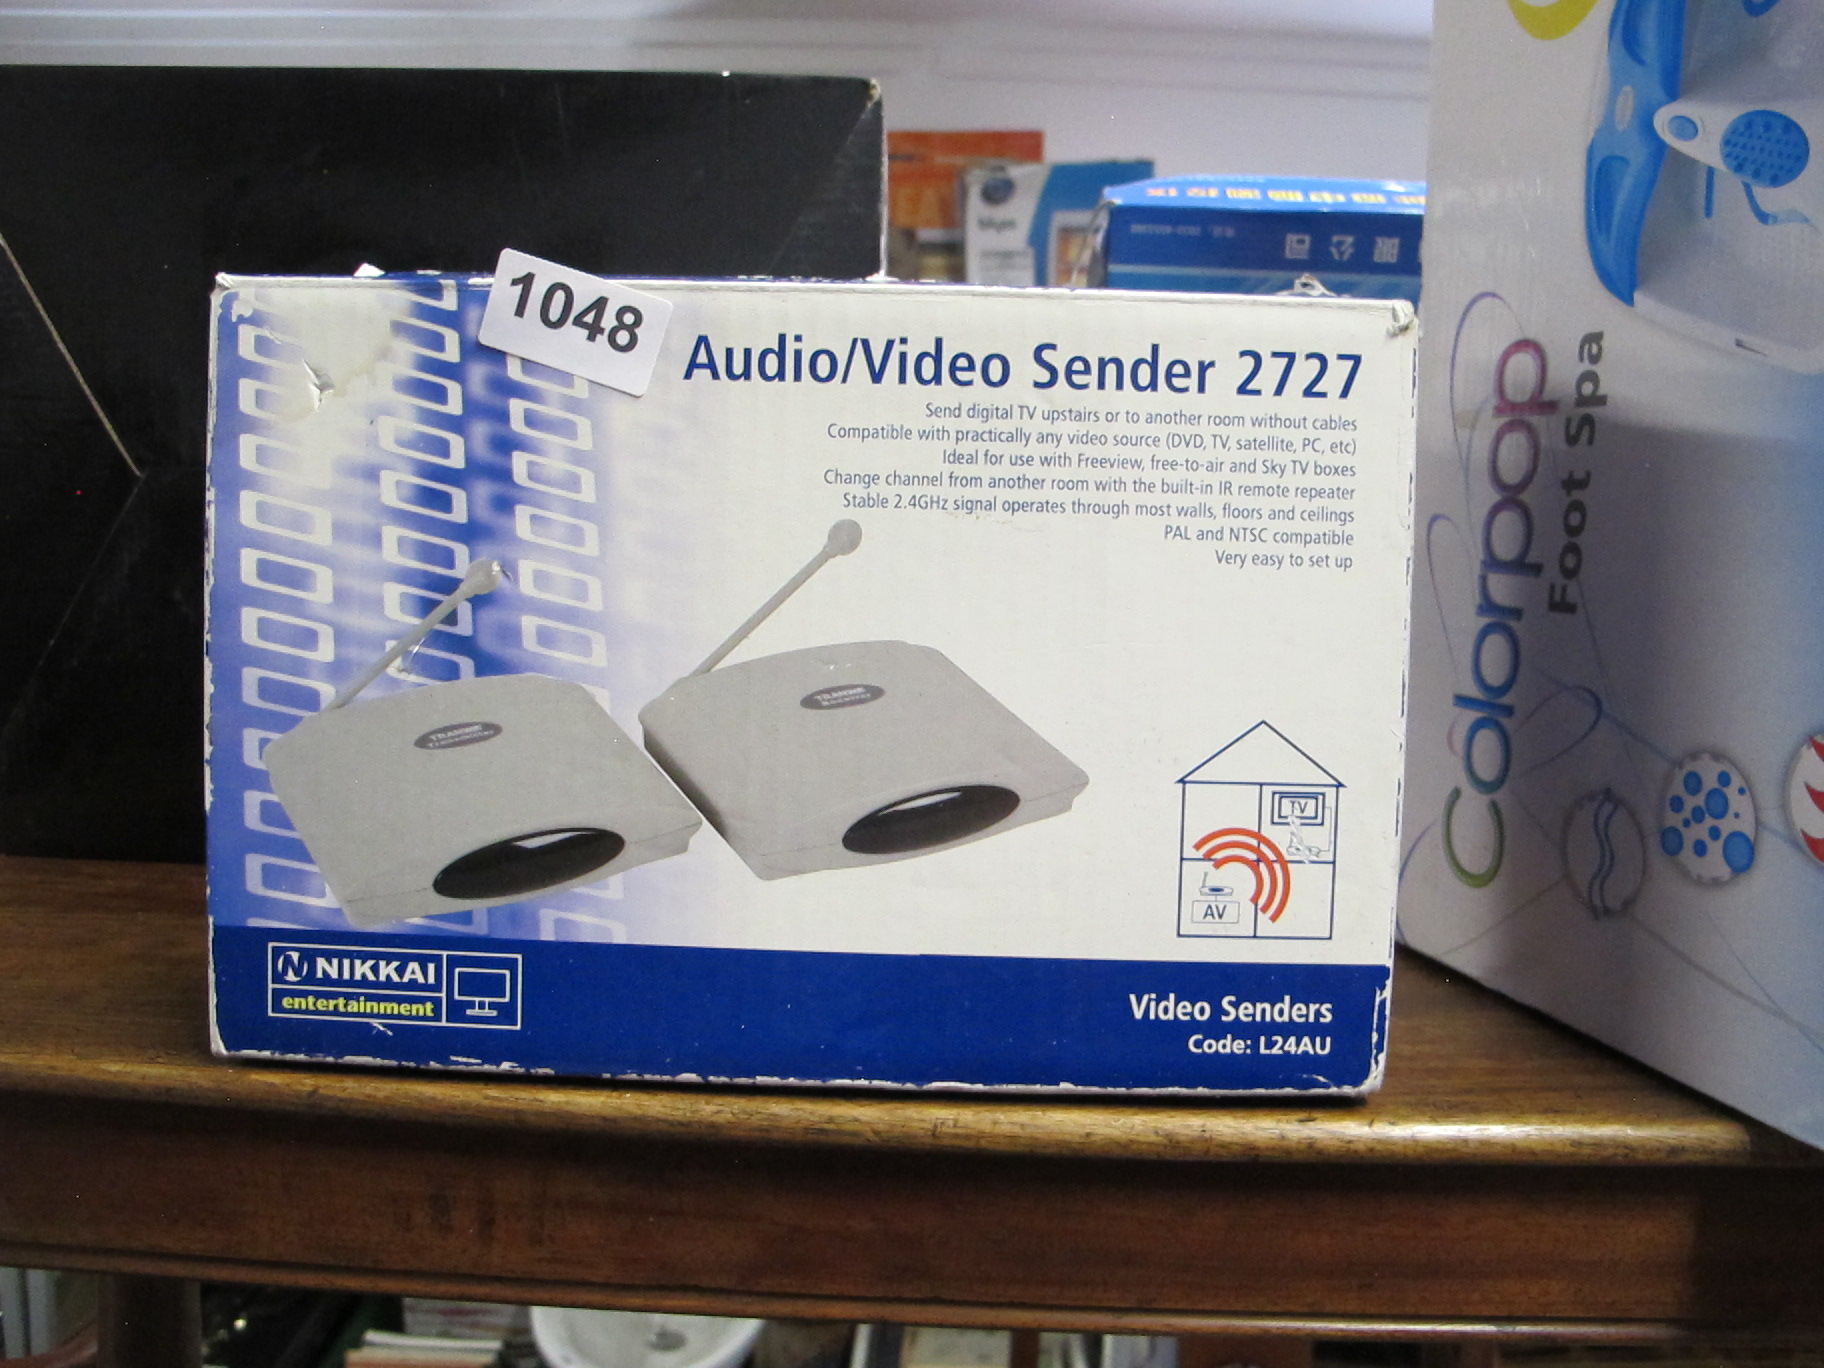 1048
Audio/Video Sender 2727
Send digital TV upstairs or to another room without cables
Compatible with practically any video source (DVD, TV, satellite, PC, etc)
Ideal for use with Freeview, free-to-air and Sky TV boxes
Change channel from another room with the built-in IR remote repeater
Stable 2.4GHz signal operates through most walls, floors and ceilings
PAL and NTSC compatible
Very easy to set up
TV
AV
NIKKAI
entertainment
Video Senders
Code: L24AU
Colorpop
Foot Spa